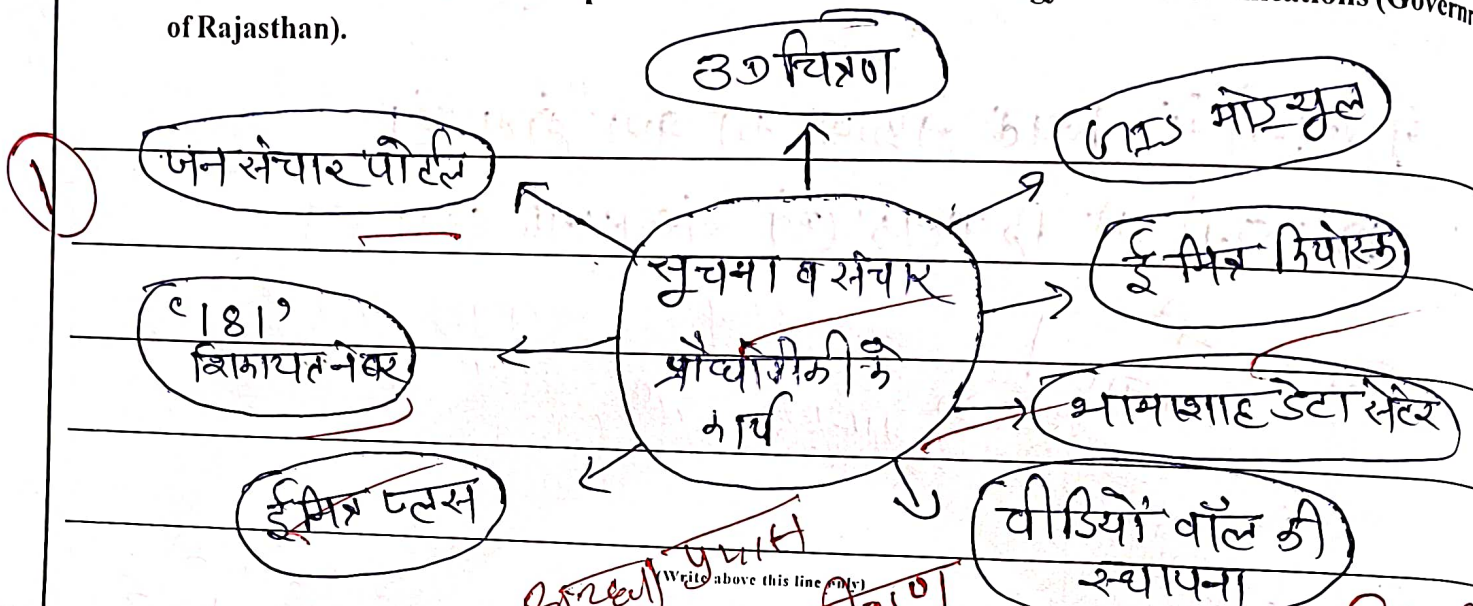 of Rajasthan).
3D चित्रण
जन संचार पोर्टल
GIS मोड्यूल
सूचना व संचार
प्रौद्योगिकी के
कार्य
ई मित्र कियोस्क
'181'
शिकायत नंबर
भामाशाह डेटा सेंटर
ई मित्र प्लस
वीडियों वॉल की
स्थापना
(Write above this line only)